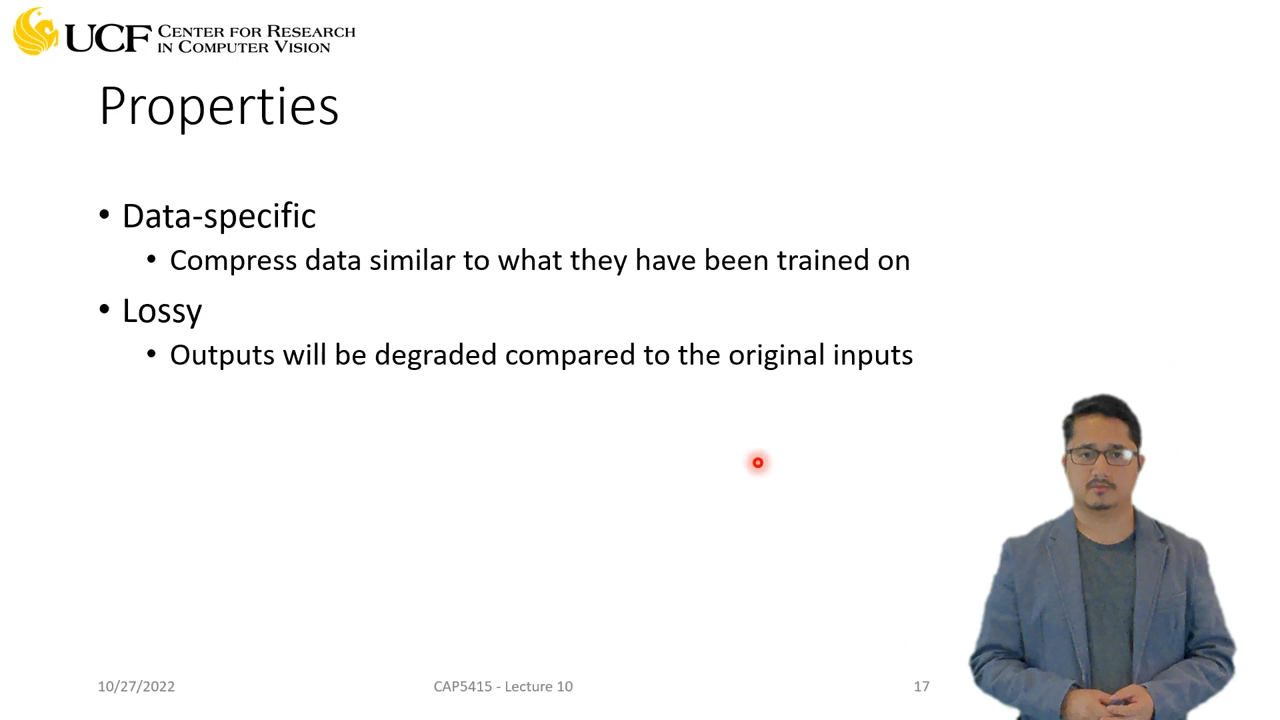 UCF CENTER FOR RESEARCH
IN COMPUTER VISION
Properties
• Data-specific
• Compress data similar to what they have been trained on
• Lossy
• Outputs will be degraded compared to the original inputs
10/27/2022
CAP5415 - Lecture 10
17